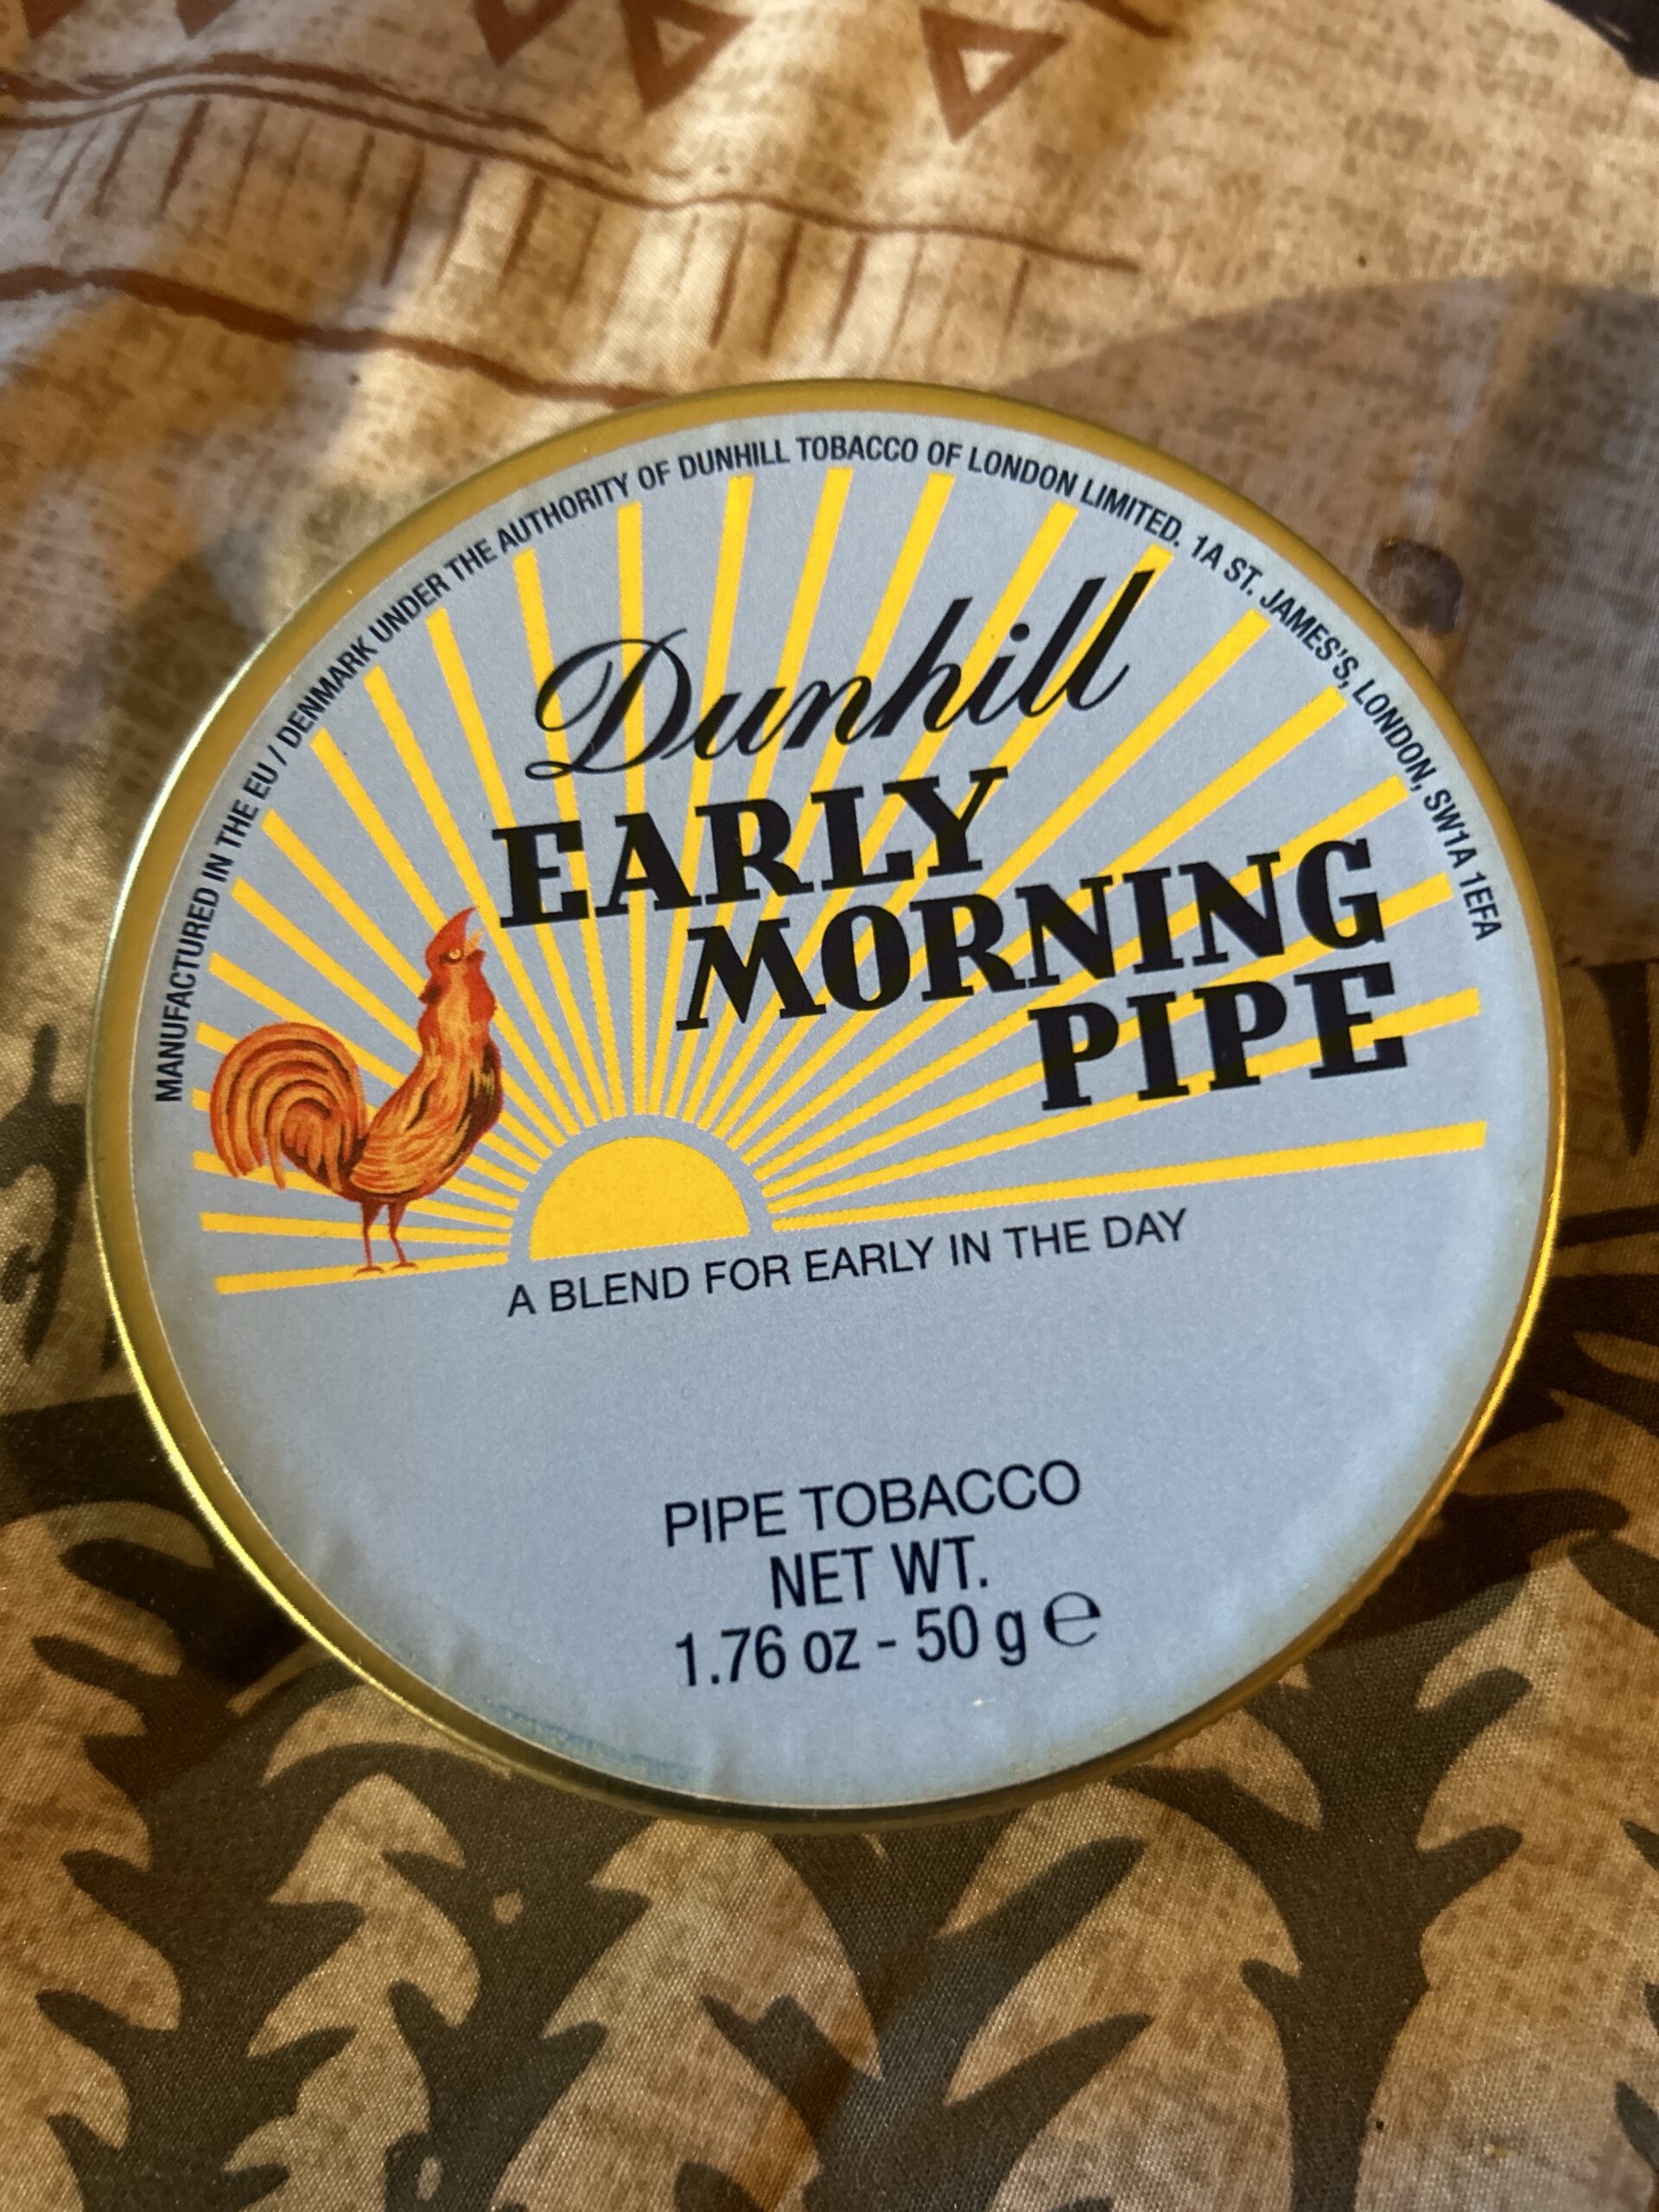 MANUFACTURED IN THE EU / DENMARK UNDER THE AUTHORITY OF DUNHILL TOBACCO OF LONDON LIMITED. 1A ST. JAMES'S, LONDON, SW1A 1EFA
Dunhill
EARLY
MORNING
PIPE
A BLEND FOR EARLY IN THE DAY
PIPE TOBACCO
NET WT.
1.76 oz - 50 g ℮